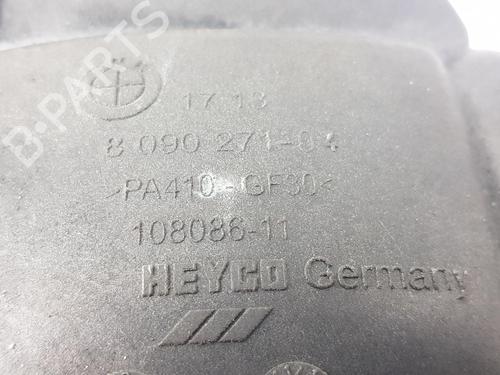 B-PARTS
17 13
8 090 271-04
>PA410-GF30<
108086-11
HEYCO Germany